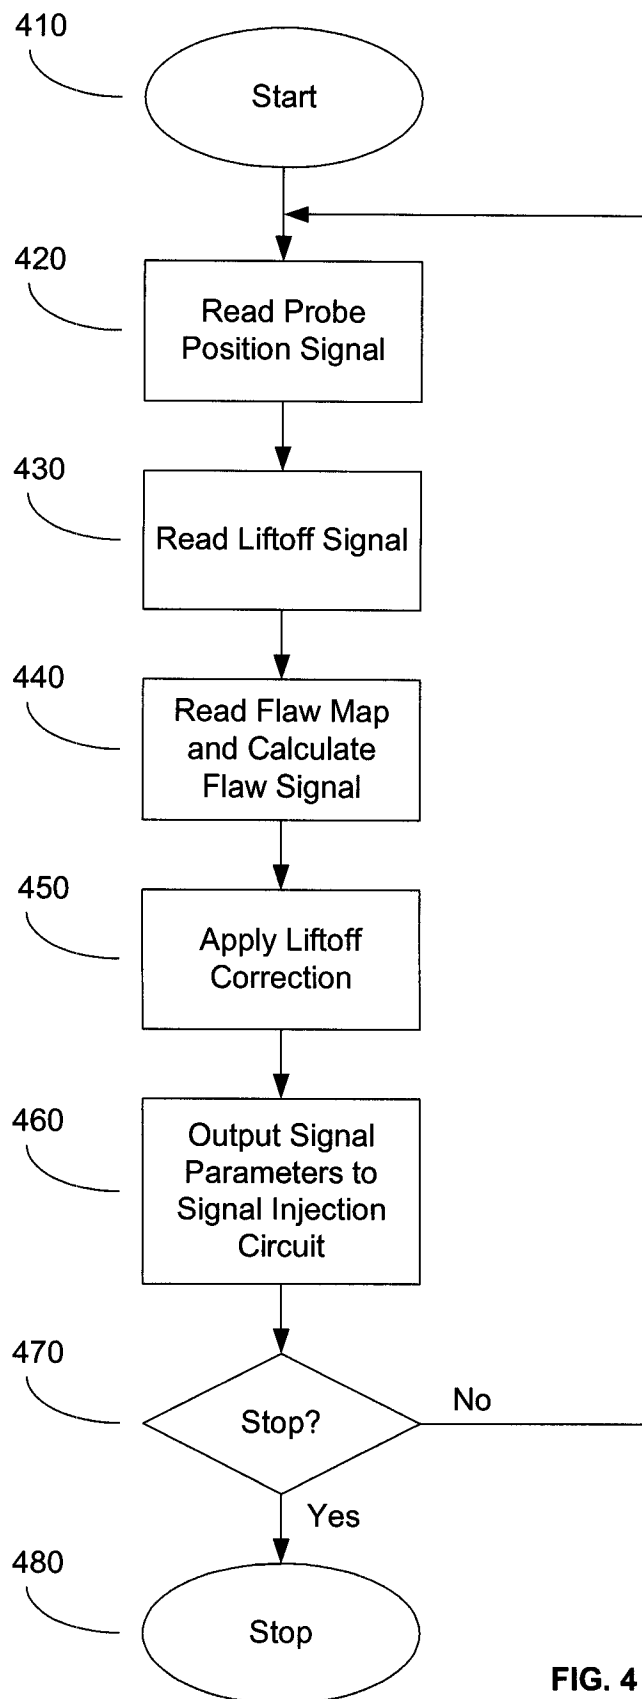 410
Start
420
Read Probe
Position Signal
430
Read Liftoff Signal
440
Read Flaw Map
and Calculate
Flaw Signal
450
Apply Liftoff
Correction
460
Output Signal
Parameters to
Signal Injection
Circuit
470
Stop?
No
Yes
480
Stop
FIG. 4